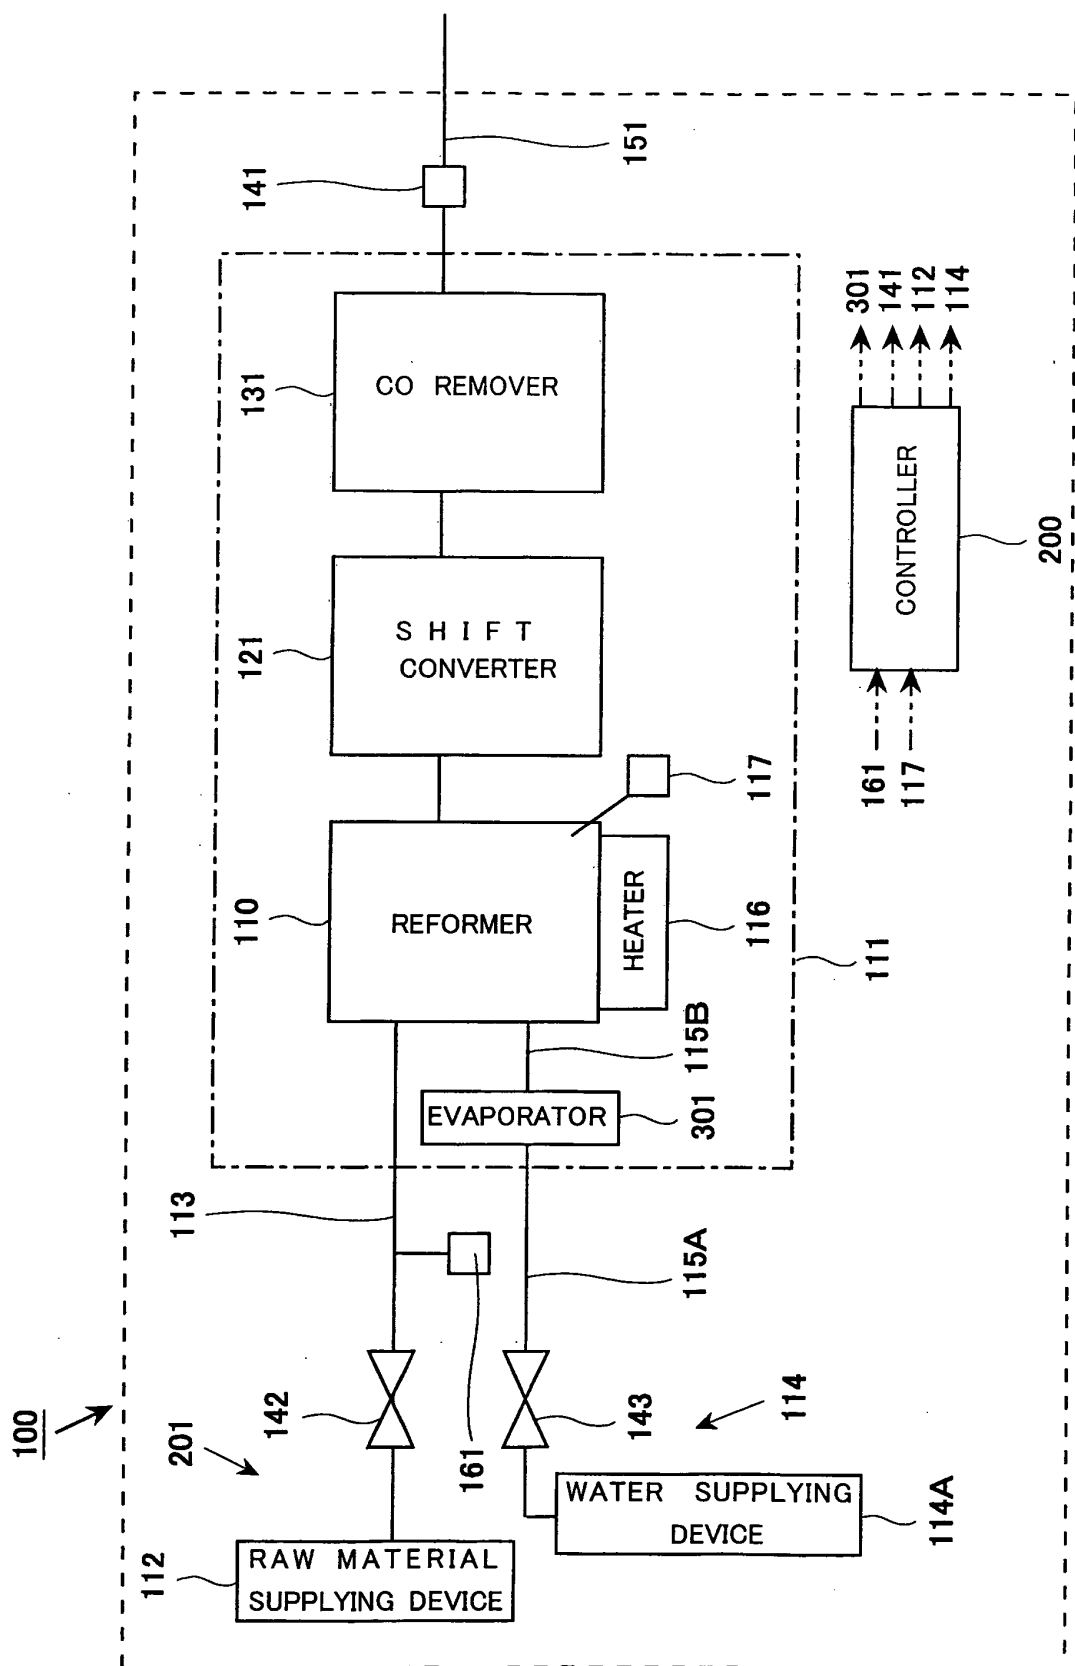 100
201
112
RAW MATERIAL
SUPPLYING DEVICE
142
161
113
143
114
WATER SUPPLYING
DEVICE
114A
115A
EVAPORATOR
301
115B
110
REFORMER
HEATER
116
117
111
121
SHIFT
CONVERTER
131
CO REMOVER
141
151
161
117
CONTROLLER
200
301
141
112
114